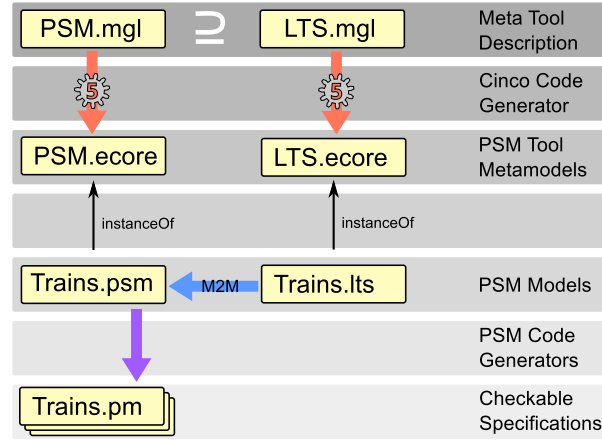 PSM.mgl
⊇
LTS.mgl
Meta Tool
Description
5
5
Cinco Code
Generator
PSM.ecore
LTS.ecore
PSM Tool
Metamodels
instanceOf
instanceOf
Trains.psm
M2M
Trains.lts
PSM Models
PSM Code
Generators
Trains.pm
Checkable
Specifications